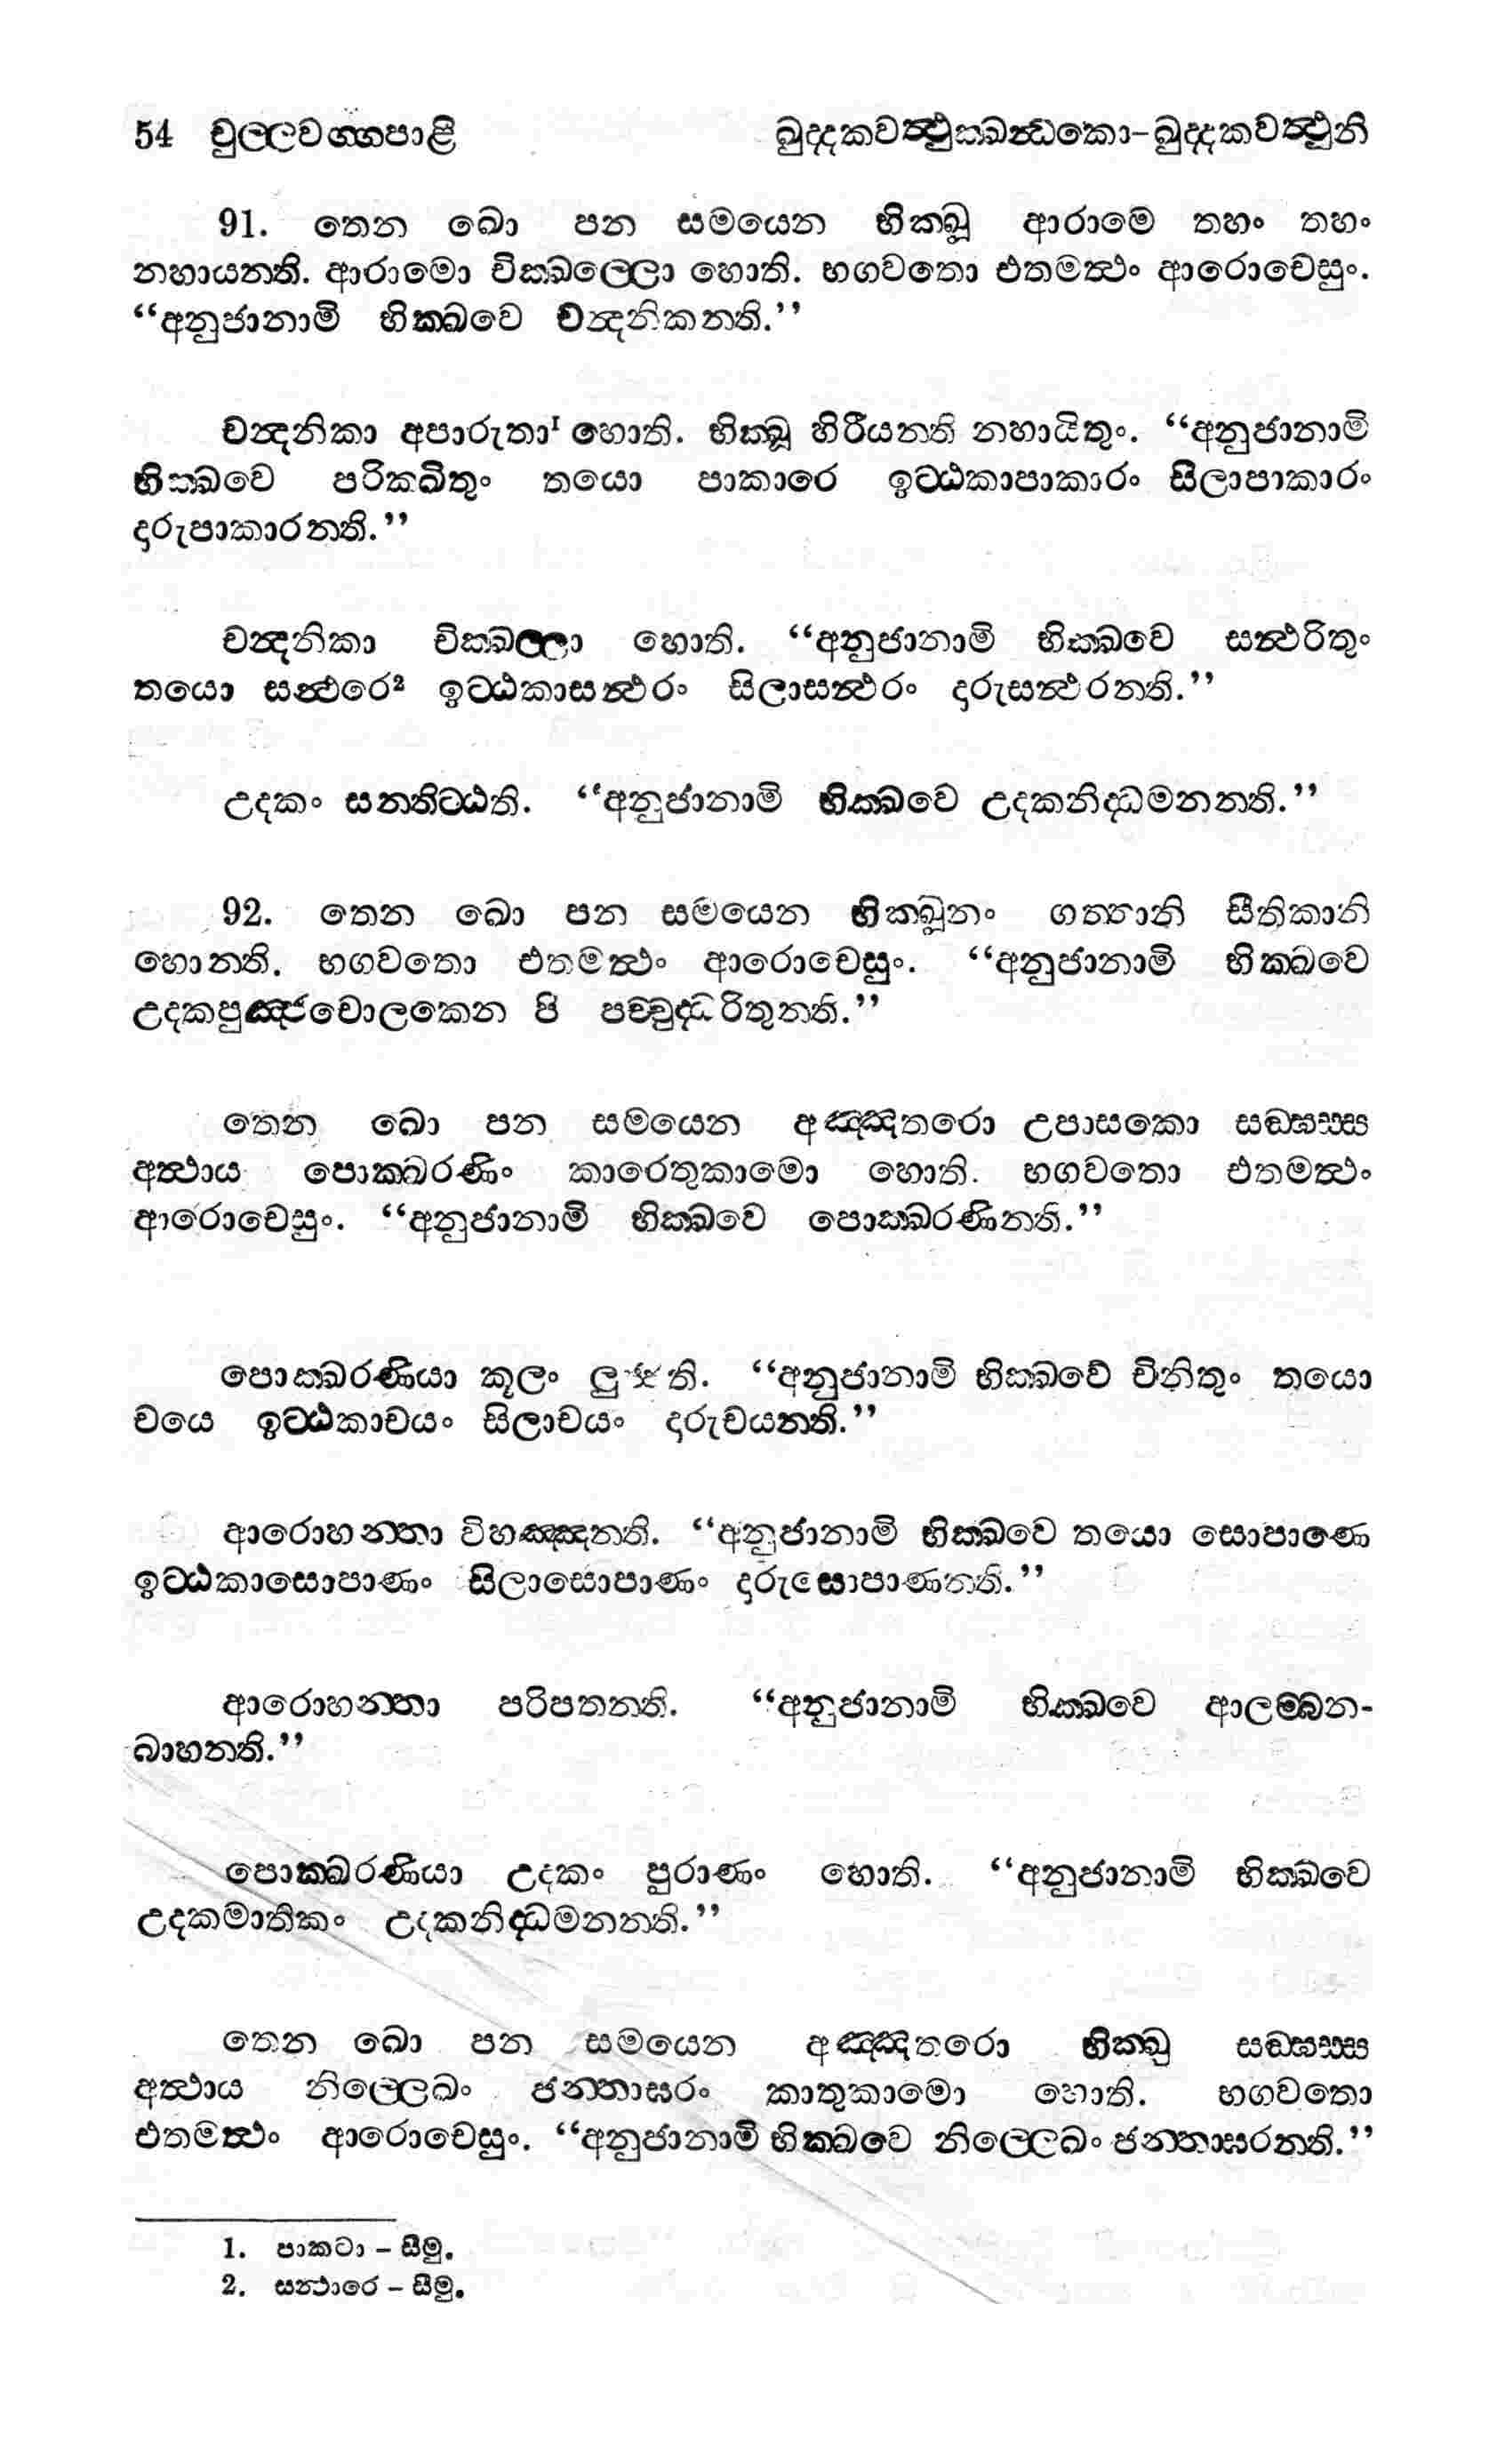 54 චුල්ලවග්ගපාළි ඛුද්දකවත්ථුක්ඛන්ධකො-ඛුද්දකවත්ථූනි
91. තෙන ඛො පන සමයෙන භික්ඛූ ආරාමෙ තහං තහං
නහායන්ති. ආරාමො චික්ඛල්ලො හොති. භගවතො එතමත්ථං ආරොචෙසුං.
“අනුජානාමි භික්ඛවෙ චන්දනිකන්ති.”
චන්දනිකා අපාරුතා¹ හොති. භික්ඛූ හිරීයන්ති නහායිතුං. “අනුජානාමි
භික්ඛවෙ පරික්ඛිතුං තයො පාකාරෙ ඉට්ඨකාපාකාරං සිලාපාකාරං
දාරුපාකාරන්ති.”
චන්දනිකා චික්ඛල්ලා හොති. “අනුජානාමි භික්ඛවෙ සන්ථරිතුං
තයො සන්ථරෙ² ඉට්ඨකාසන්ථරං සිලාසන්ථරං දාරුසන්ථරන්ති.”
උදකං සන්තිට්ඨති. “අනුජානාමි භික්ඛවෙ උදකනිද්ධමනන්ති.”
92. තෙන ඛො පන සමයෙන භික්ඛූනං ගත්තානි සීතිකානි
හොන්ති. භගවතො එතමත්ථං ආරොචෙසුං. “අනුජානාමි භික්ඛවෙ
උදකපුඤ්ජචොලකෙන පි පච්චුද්ධරිතුන්ති.”
තෙන ඛො පන සමයෙන අඤ්ඤතරො උපාසකො සඞ්ඝස්ස
අත්ථාය පොක්ඛරණිං කාරෙතුකාමො හොති. භගවතො එතමත්ථං
ආරොචෙසුං. “අනුජානාමි භික්ඛවෙ පොක්ඛරණින්ති.”
පොක්ඛරණියා කූලං ලුජ්ජති. “අනුජානාමි භික්ඛවෙ චිනිතුං තයො
චයෙ ඉට්ඨකාචයං සිලාචයං දාරුචයන්ති.”
ආරොහන්තා විහඤ්ඤන්ති. “අනුජානාමි භික්ඛවෙ තයො සොපාණෙ
ඉට්ඨකාසොපාණං සිලාසොපාණං දාරුසොපාණන්ති.”
ආරොහන්තා පරිපතන්ති. “අනුජානාමි භික්ඛවෙ ආලම්බන-
බාහන්ති.”
පොක්ඛරණියා උදකං පුරාණං හොති. “අනුජානාමි භික්ඛවෙ
උදකමාතිකං උදකනිද්ධමනන්ති.”
තෙන ඛො පන සමයෙන අඤ්ඤතරො භික්ඛු සඞ්ඝස්ස
අත්ථාය නිල්ලෙඛං ජන්තාඝරං කාතුකාමො හොති. භගවතො
එතමත්ථං ආරොචෙසුං. “අනුජානාමි භික්ඛවෙ නිල්ලෙඛං ජන්තාඝරන්ති.”
1. පාකටා – සීමු.
2. සන්ථාරෙ – සීමු.